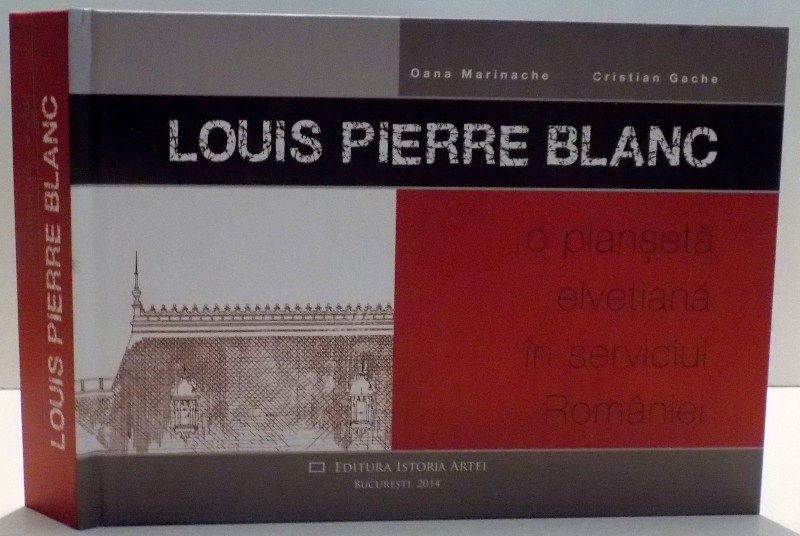 Oana Marinache Cristian Gache
LOUIS PIERRE BLANC
o planșetă
elvețiană
în serviciul
României
EDITURA ISTORIA ARTEI
BUCUREȘTI, 2014
LOUIS PIERRE BLANC